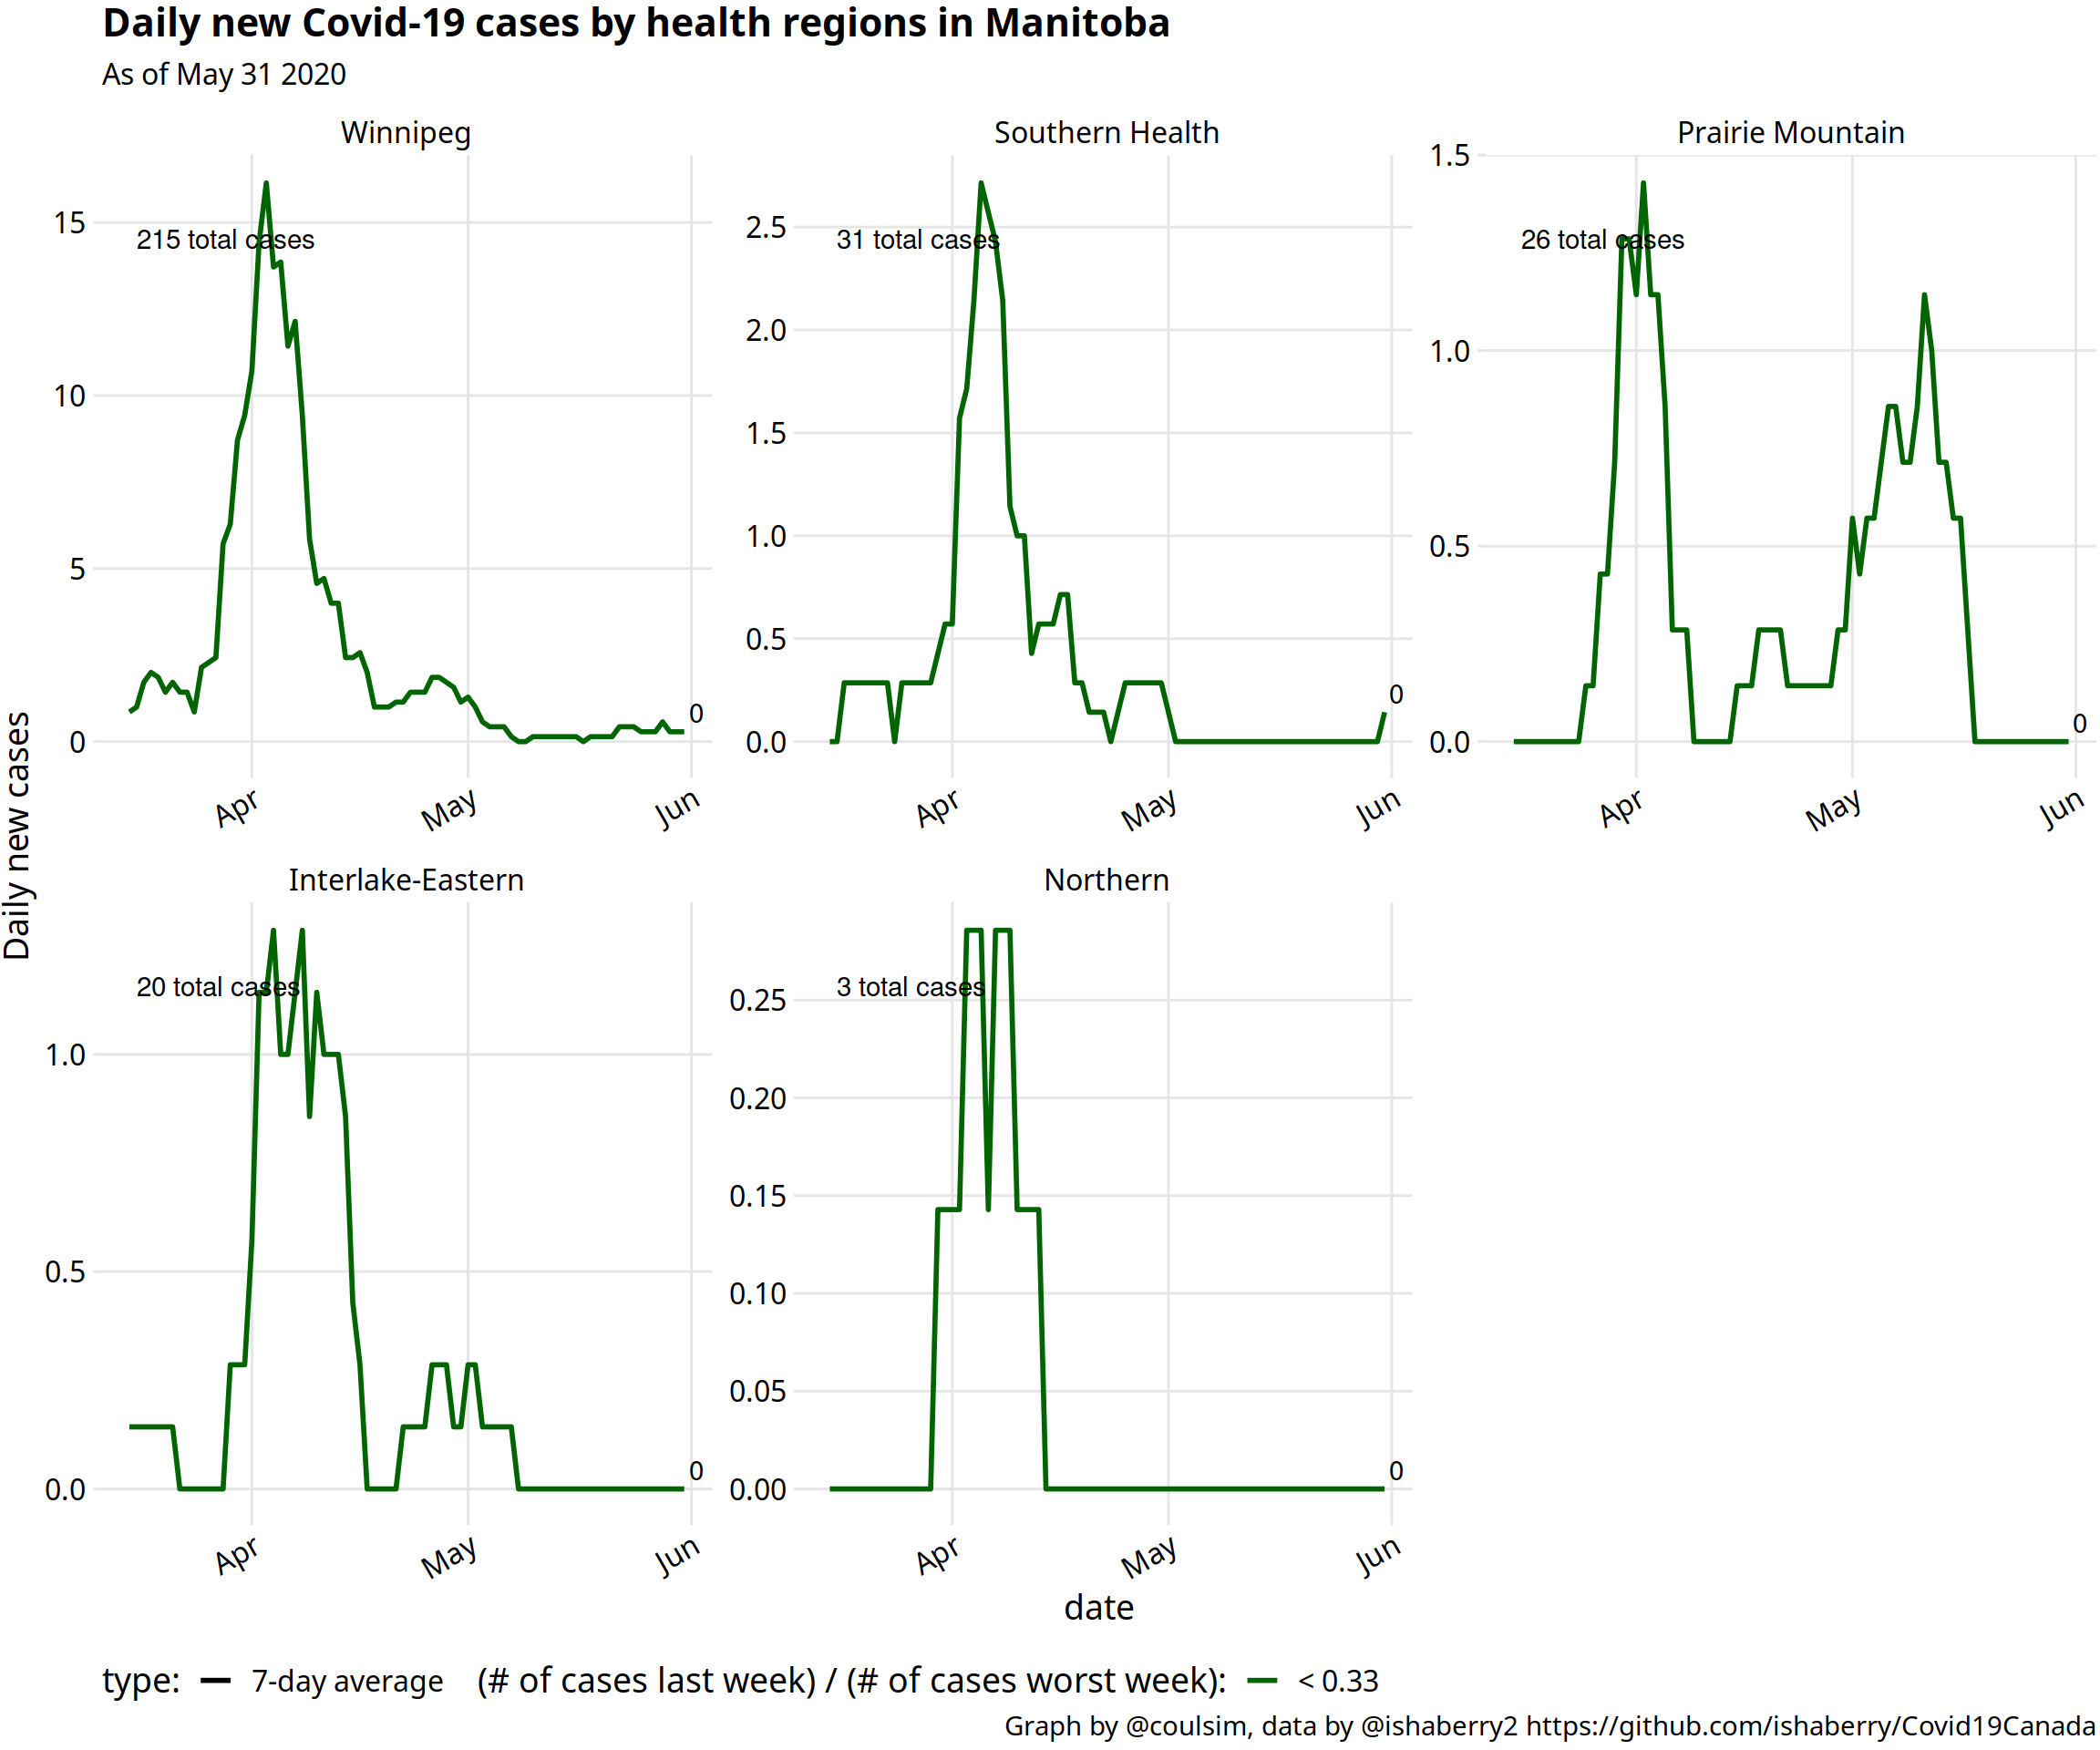 Daily new Covid-19 cases by health regions in Manitoba
As of May 31 2020
Winnipeg
15
10
5
0
215 total cases
0
Apr
May
Jun
Southern Health
2.5
2.0
1.5
1.0
0.5
0.0
31 total cases
0
Apr
May
Jun
Prairie Mountain
1.5
1.0
0.5
0.0
26 total cases
0
Apr
May
Jun
Daily new cases
Interlake-Eastern
1.0
0.5
0.0
20 total cases
0
Apr
May
Jun
Northern
0.25
0.20
0.15
0.10
0.05
0.00
3 total cases
0
Apr
May
Jun
date
type: 7-day average (# of cases last week) / (# of cases worst week): < 0.33
Graph by @coulsim, data by @ishaberry2 https://github.com/ishaberry/Covid19Canada